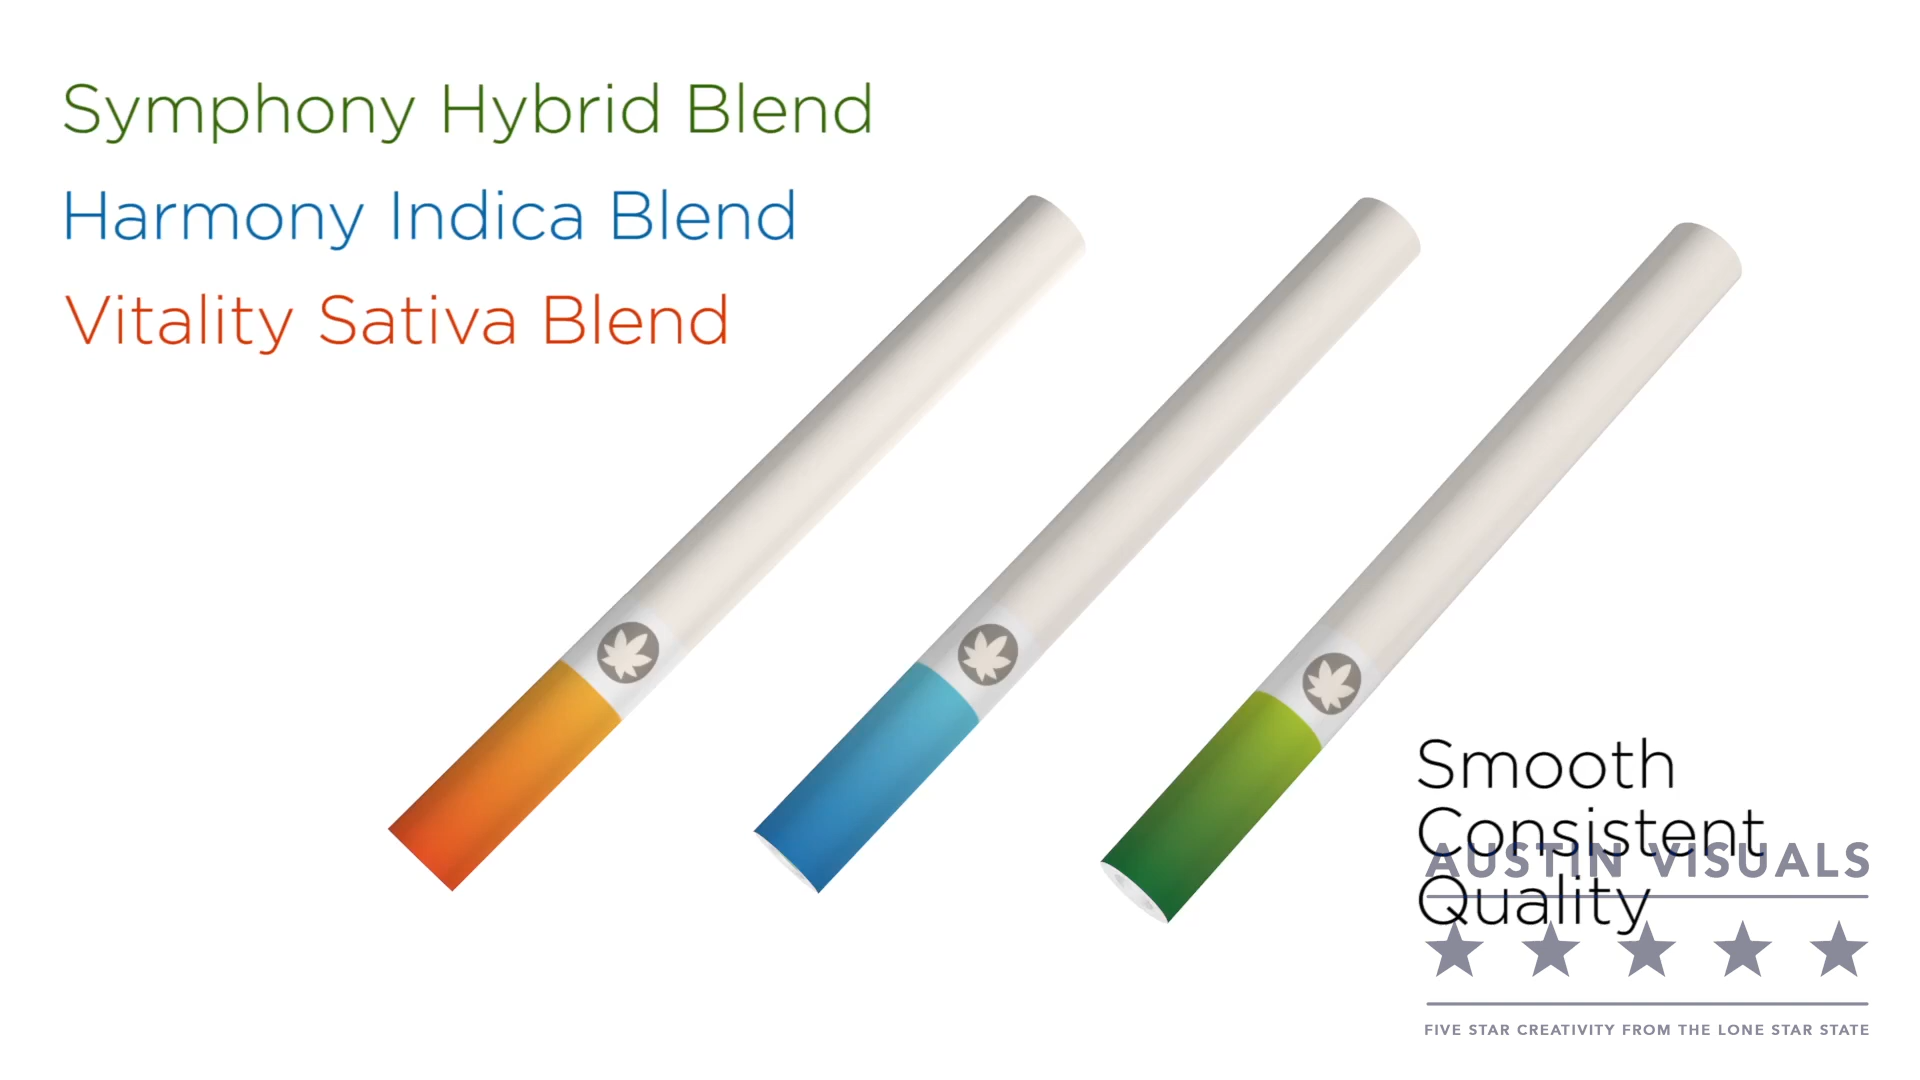 Symphony Hybrid Blend
Harmony Indica Blend
Vitality Sativa Blend
Smooth
Consistent
AUSTIN VISUALS
Quality
FIVE STAR CREATIVITY FROM THE LONE STAR STATE